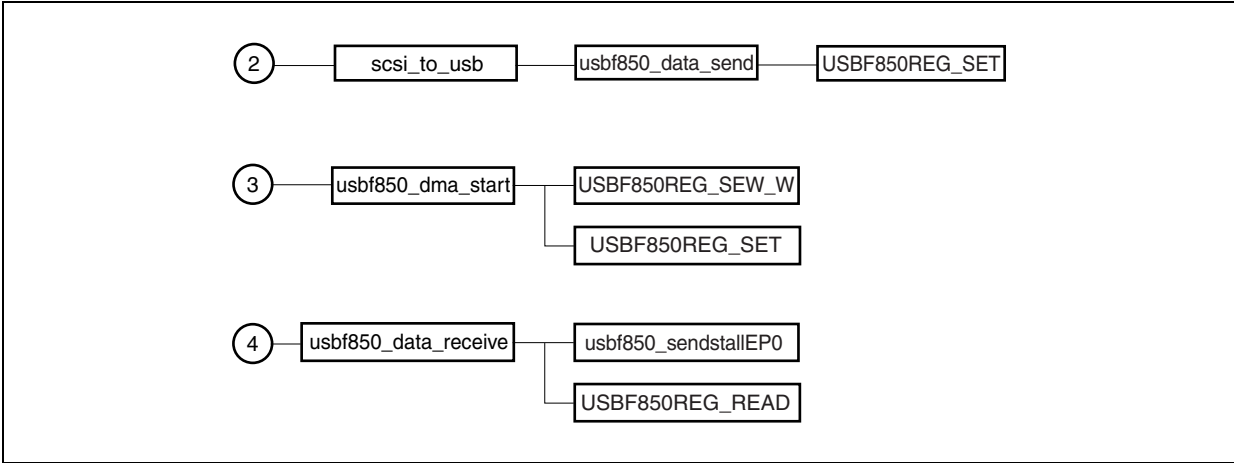 2 scsi_to_usb usbf850_data_send USBF850REG_SET
3 usbf850_dma_start USBF850REG_SEW_W
USBF850REG_SET
4 usbf850_data_receive usbf850_sendstallEP0
USBF850REG_READ